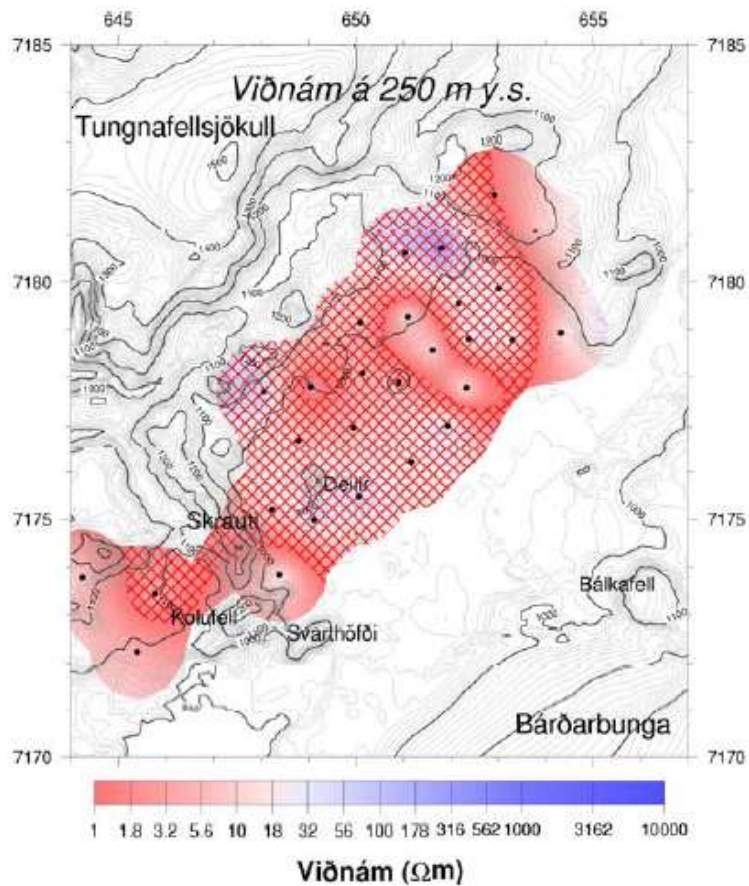 645 650 655
7185 7185
Viðnám á 250 m y.s.
Tungnafellsjökull
7180 7180
Deilir
7175 7175
Skrauti
Bálkafell
Kolufell
Svarthöfði
Bárðarbunga
7170 7170
1 1.8 3.2 5.6 10 18 32 56 100 178 316 562 1000 3162 10000
Viðnám (Ωm)